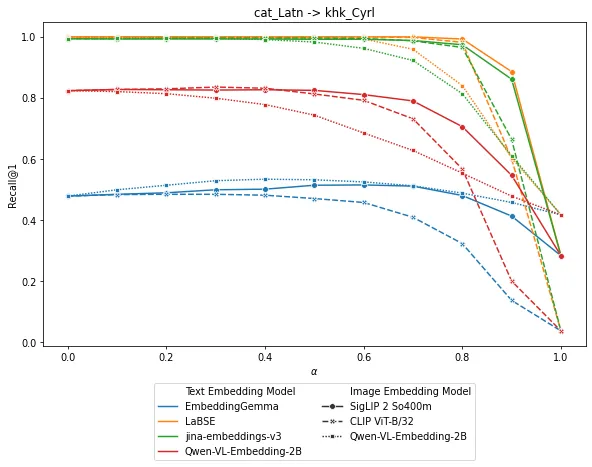 cat_Latn -> khk_Cyrl
Recall@1
1.0
0.8
0.6
0.4
0.2
0.0
0.0 0.2 0.4 0.6 0.8 1.0
α
Text Embedding Model Image Embedding Model
EmbeddingGemma SigLIP 2 So400m
LaBSE CLIP ViT-B/32
jina-embeddings-v3 Qwen-VL-Embedding-2B
Qwen-VL-Embedding-2B